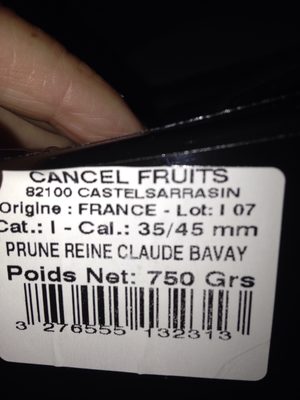 CANCEL FRUITS
82100 CASTELSARRASIN
Origine : FRANCE - Lot: I 07
Cat.: I - Cal.: 35/45 mm
PRUNE REINE CLAUDE BAVAY
Poids Net: 750 Grs
3 276555 132313